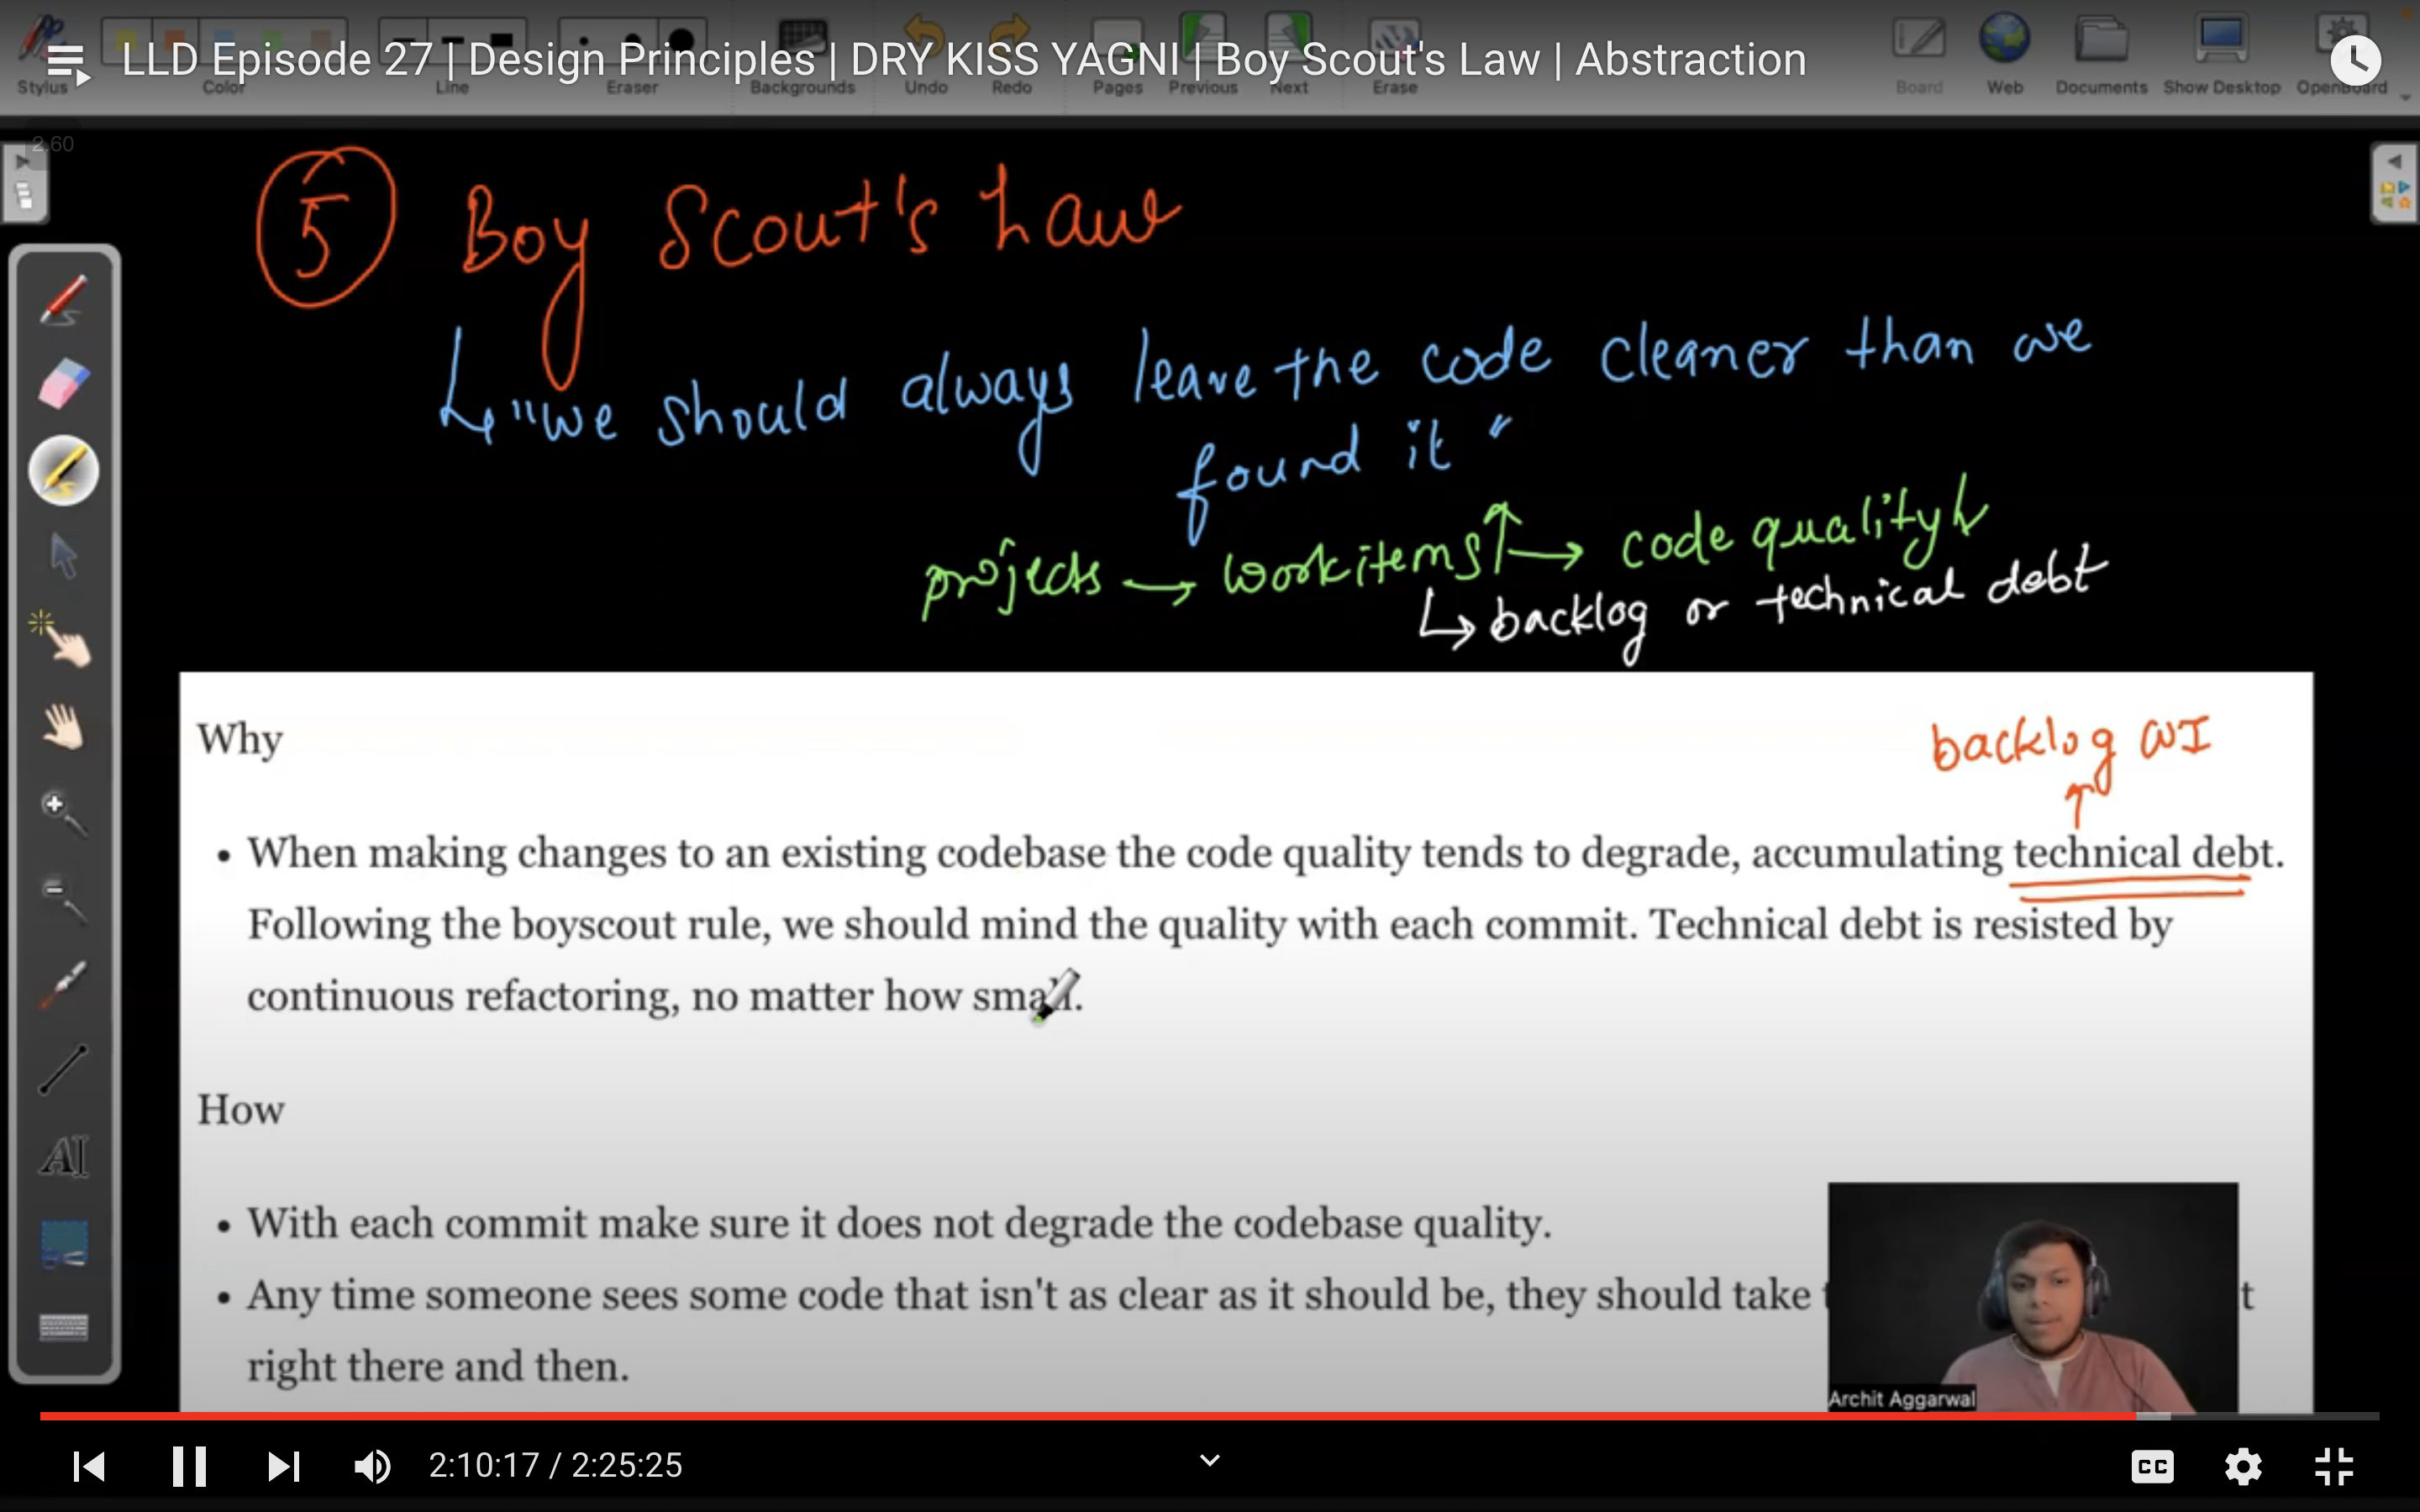 LLD Episode 27 | Design Principles | DRY KISS YAGNI | Boy Scout's Law | Abstraction
Stylus Color Line Eraser Backgrounds Undo Redo Pages Previous Next Erase Board Web Documents Show Desktop OpenBoard
2.60
5 Boy Scout's Law
"we should always leave the code cleaner than we
found it"
projects → workitems↑ → code quality↓
↳ backlog or technical debt
Why
backlog WI
↑
• When making changes to an existing codebase the code quality tends to degrade, accumulating technical debt.
Following the boyscout rule, we should mind the quality with each commit. Technical debt is resisted by
continuous refactoring, no matter how small.
How
• With each commit make sure it does not degrade the codebase quality.
• Any time someone sees some code that isn't as clear as it should be, they should take
right there and then.
Archit Aggarwal
2:10:17 / 2:25:25
CC
AI